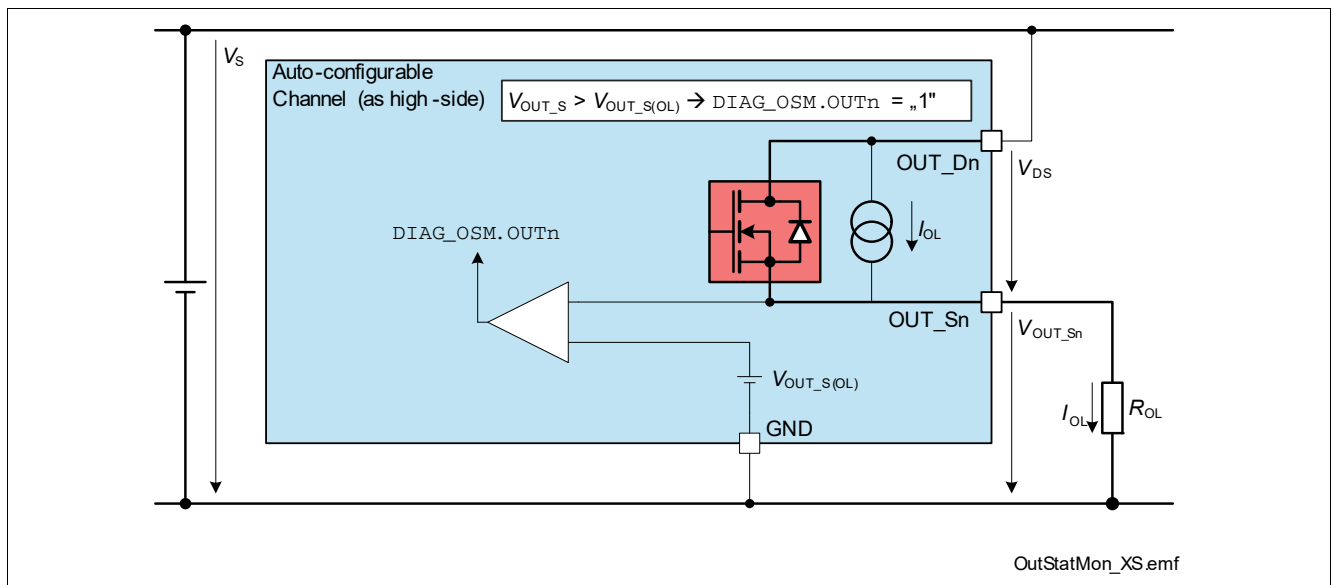 VS
Auto-configurable
Channel (as high -side)
VOUT_S > VOUT_S(OL) → DIAG_OSM.OUTn = „1"
OUT_Dn
VDS
IOL
DIAG_OSM.OUTn
OUT_Sn
VOUT_Sn
VOUT_S(OL)
IOL
ROL
GND
OutStatMon_XS.emf